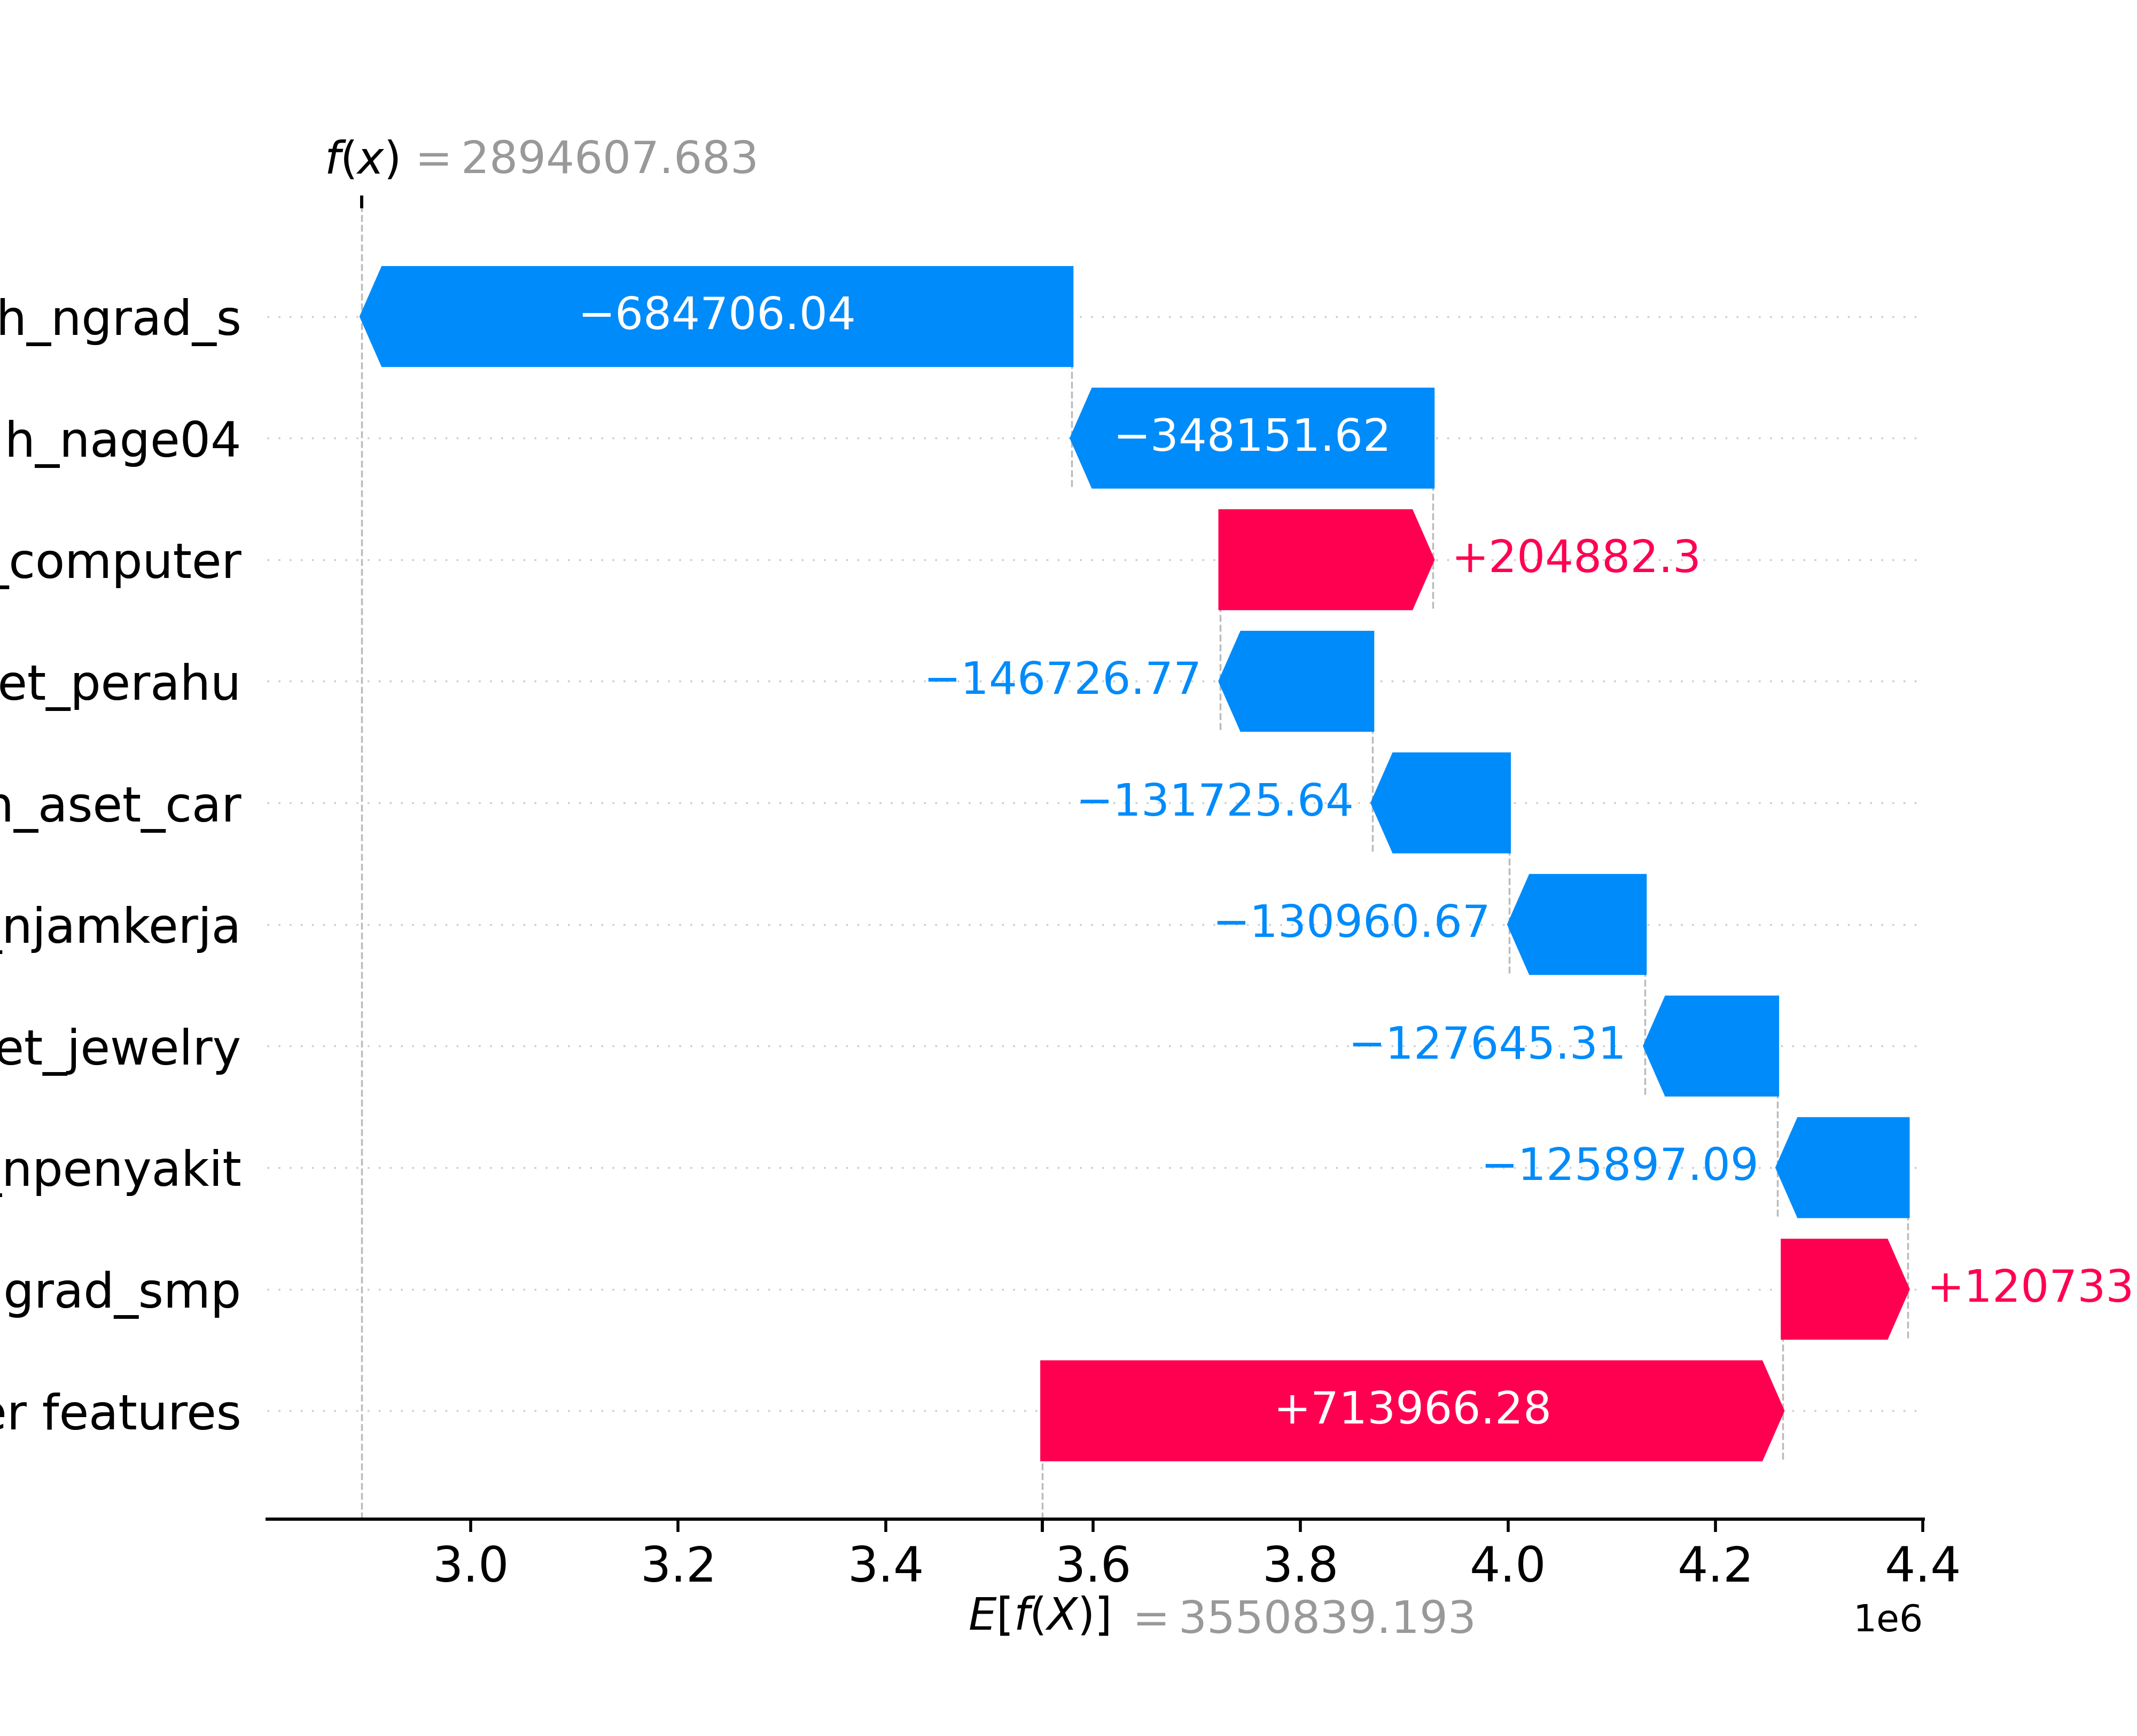 f(x) = 2894607.683
h_ngrad_s −684706.04
h_nage04 −348151.62
_computer +204882.3
et_perahu −146726.77
_aset_car −131725.64
njamkerja −130960.67
et_jewelry −127645.31
npenyakit −125897.09
grad_smp +120733
er features +713966.28
3.0 3.2 3.4 3.6 3.8 4.0 4.2 4.4
E[f(X)] = 3550839.193 1e6